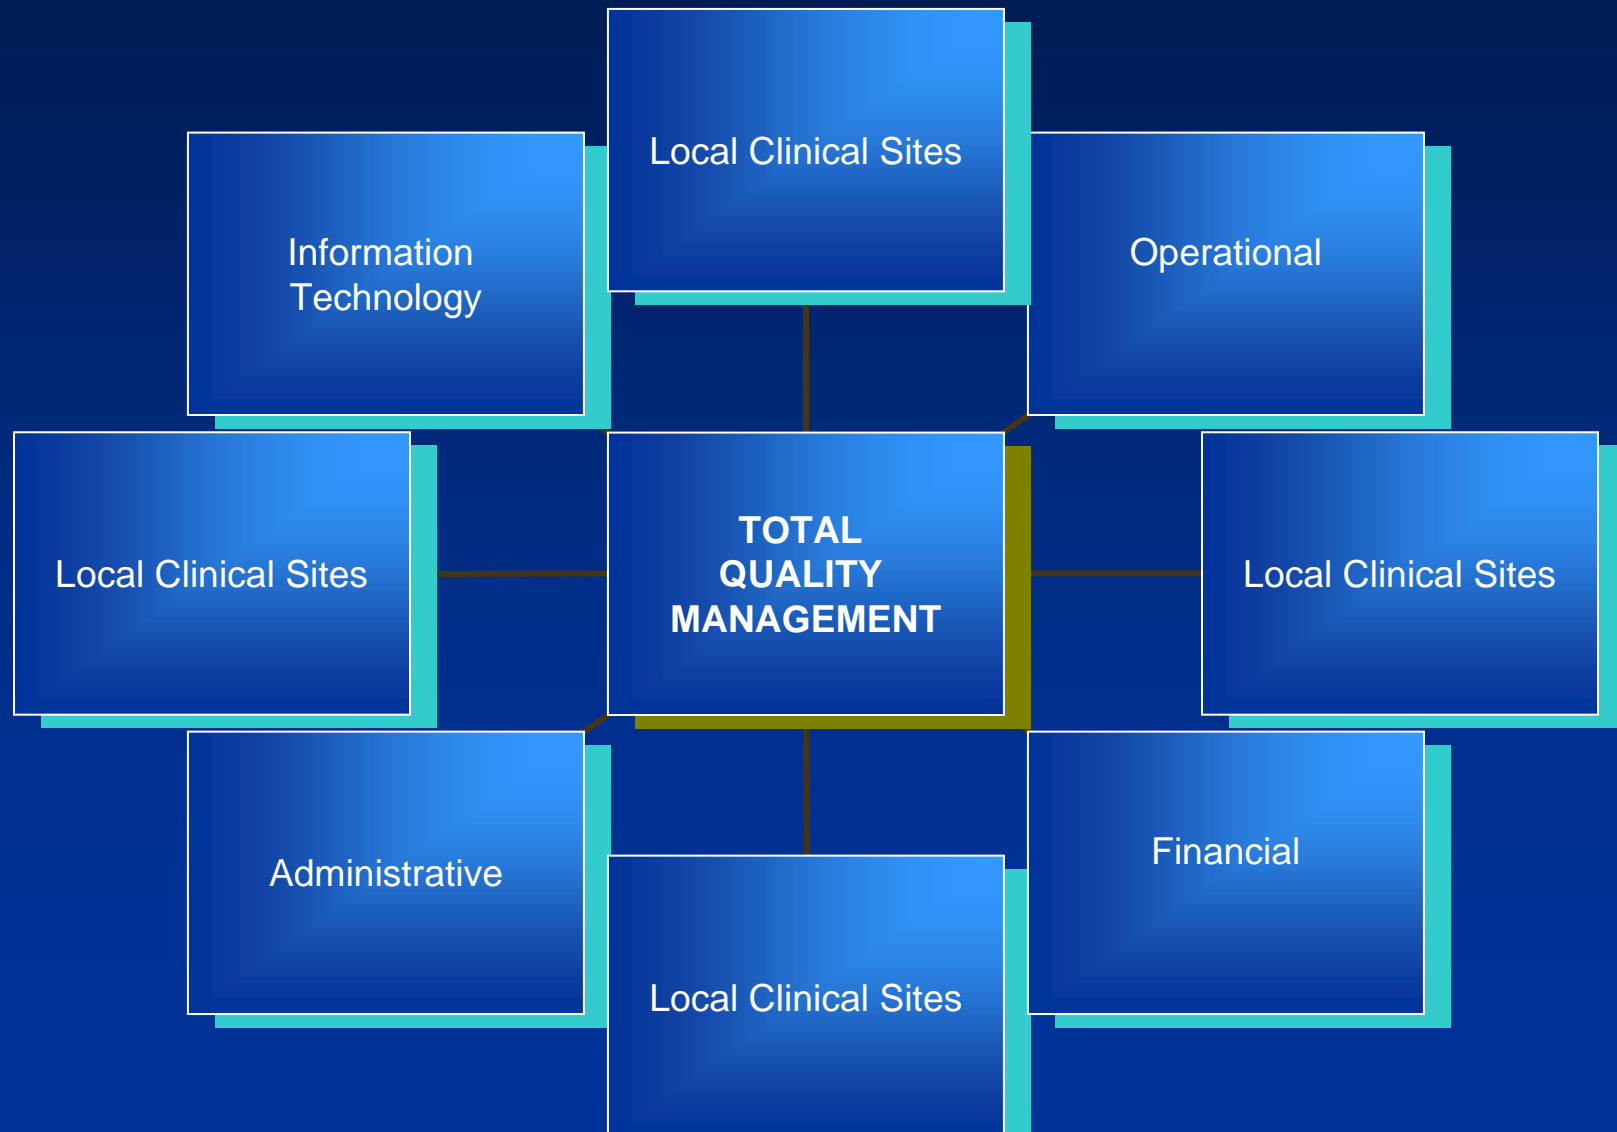 Local Clinical Sites
Information
Technology
Operational
Local Clinical Sites
TOTAL
QUALITY
MANAGEMENT
Local Clinical Sites
Administrative
Financial
Local Clinical Sites